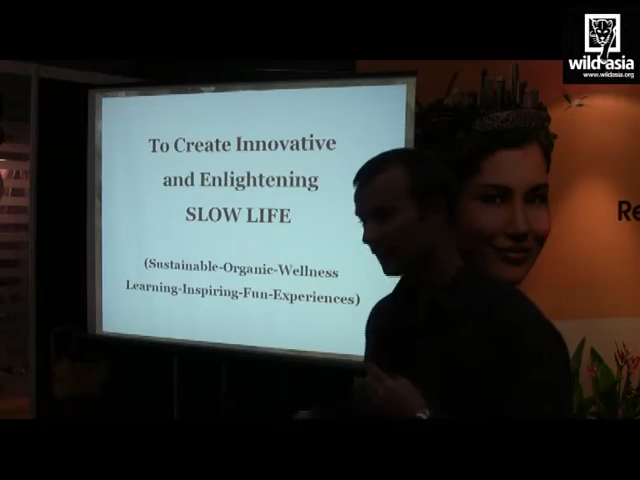 wild asia
www.wildasia.org
To Create Innovative
and Enlightening
SLOW LIFE
(Sustainable-Organic-Wellness
Learning-Inspiring-Fun-Experiences)
Re